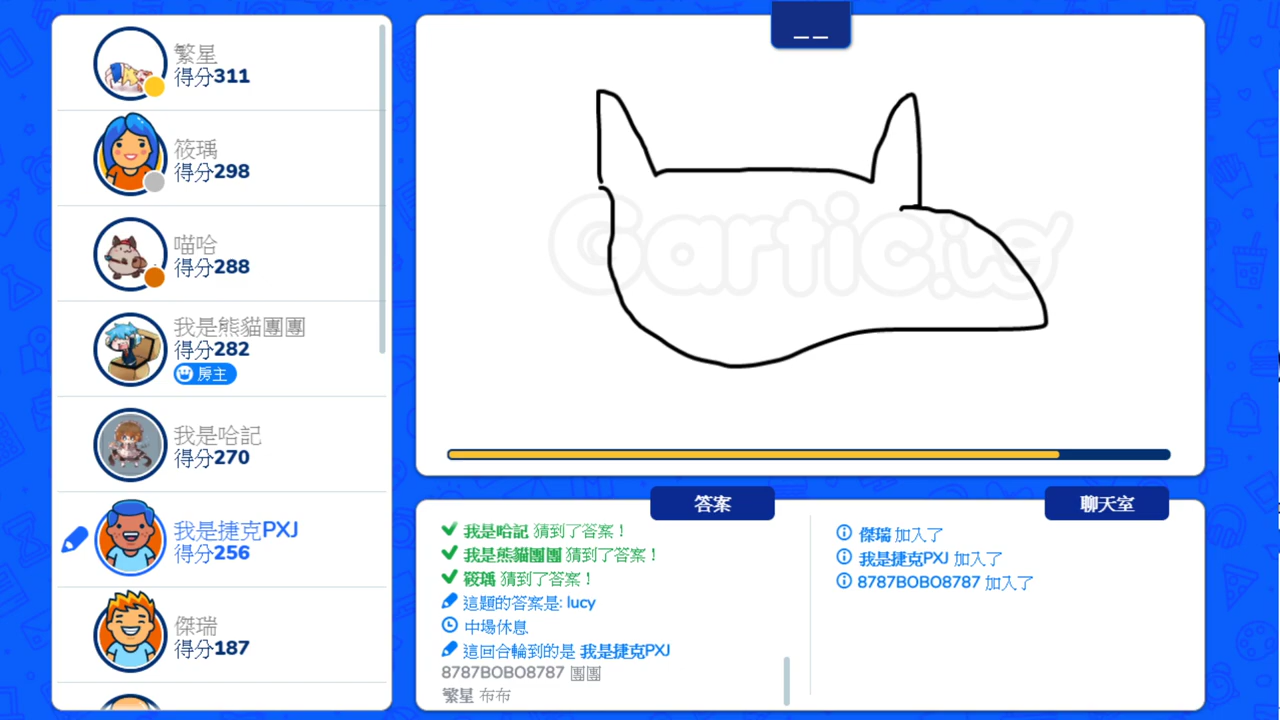 繁星
得分311
筱瑀
得分298
喵哈
得分288
我是熊貓團團
得分282
房主
我是哈記
得分270
我是捷克PXJ
得分256
傑瑞
得分187
Gartic.io
答案
我是哈記 猜到了答案！
我是熊貓團團 猜到了答案！
筱瑀 猜到了答案！
這題的答案是: lucy
中場休息
這回合輪到的是 我是捷克PXJ
8787BOBO8787 團團
繁星 布布
聊天室
傑瑞 加入了
我是捷克PXJ 加入了
8787BOBO8787 加入了